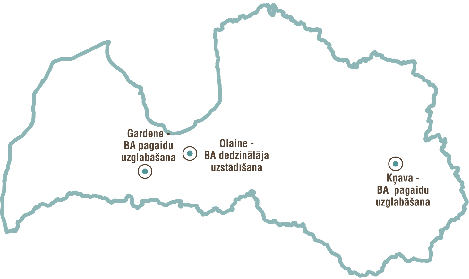 Gardene -
BA pagaidu
uzglabāšana
Olaine -
BA dedzinātāja
uzstādīšana
Kņava -
BA pagaidu
uzglabāšana